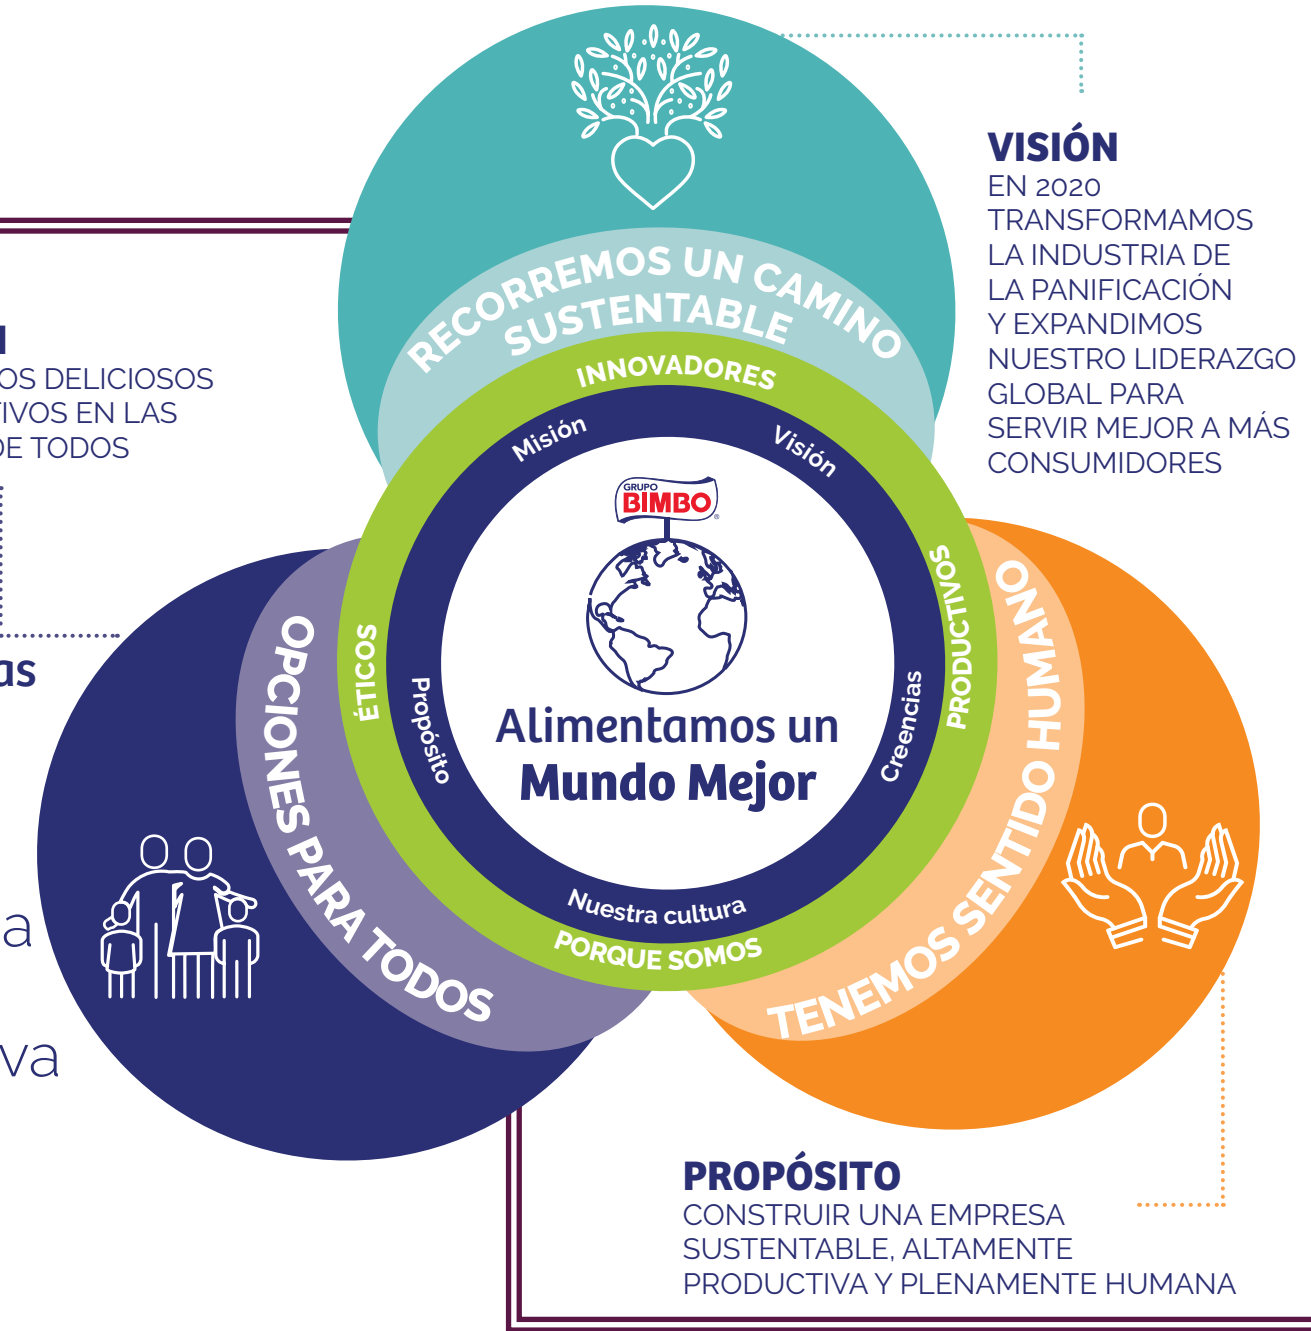 VISIÓN
EN 2020
TRANSFORMAMOS
LA INDUSTRIA DE
LA PANIFICACIÓN
Y EXPANDIMOS
NUESTRO LIDERAZGO
GLOBAL PARA
SERVIR MEJOR A MÁS
CONSUMIDORES
OS DELICIOSOS
TIVOS EN LAS
DE TODOS
as
a
va
RECORREMOS UN CAMINO
SUSTENTABLE
INNOVADORES
Misión
Visión
GRUPO
BIMBO
®
Alimentamos un
Mundo Mejor
ÉTICOS
Propósito
Creencias
PRODUCTIVOS
Nuestra cultura
PORQUE SOMOS
OPCIONES PARA TODOS
TENEMOS SENTIDO HUMANO
PROPÓSITO
CONSTRUIR UNA EMPRESA
SUSTENTABLE, ALTAMENTE
PRODUCTIVA Y PLENAMENTE HUMANA